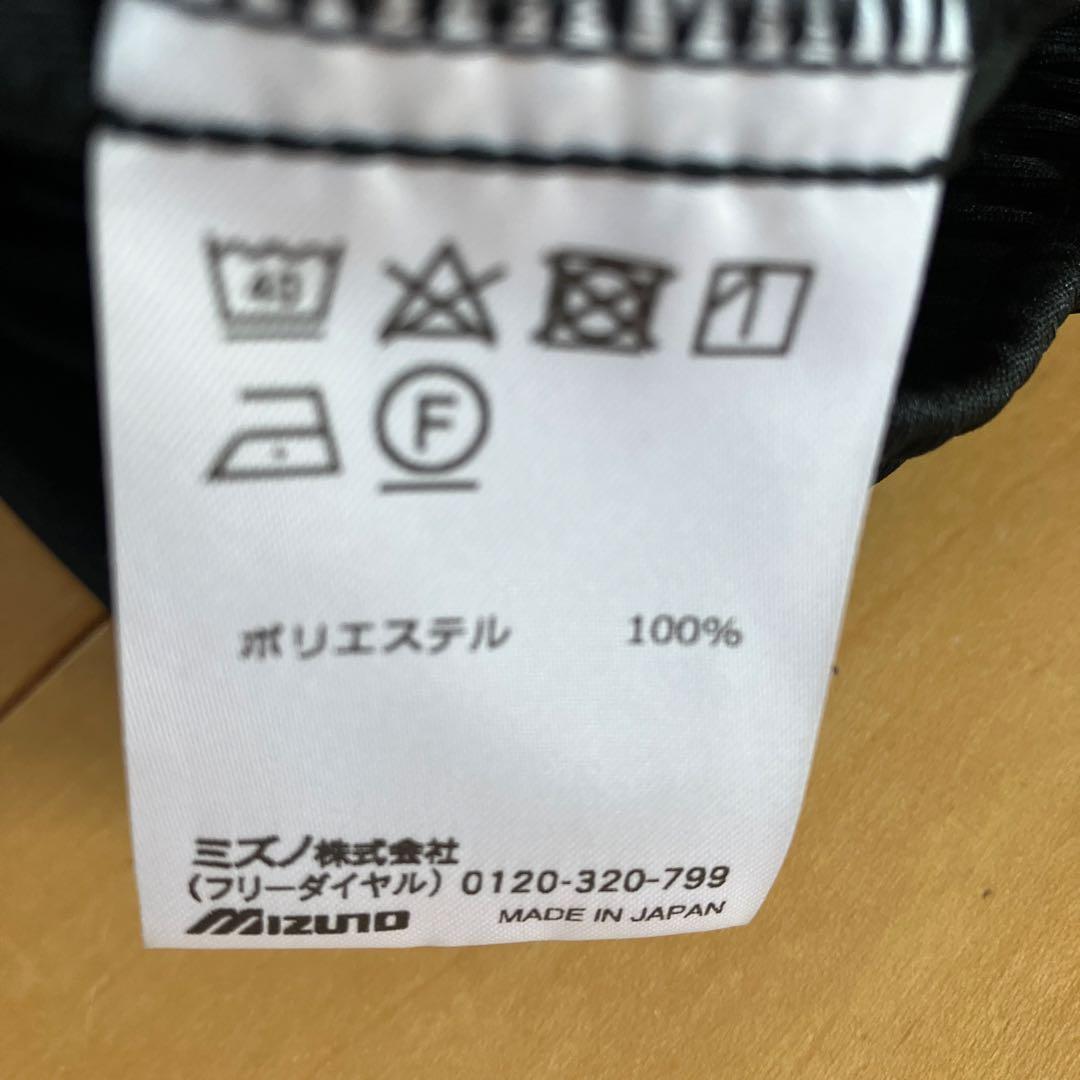 40
F
ポリエステル 100%
ミズノ株式会社
(フリーダイヤル) 0120-320-799
MIZUNO MADE IN JAPAN